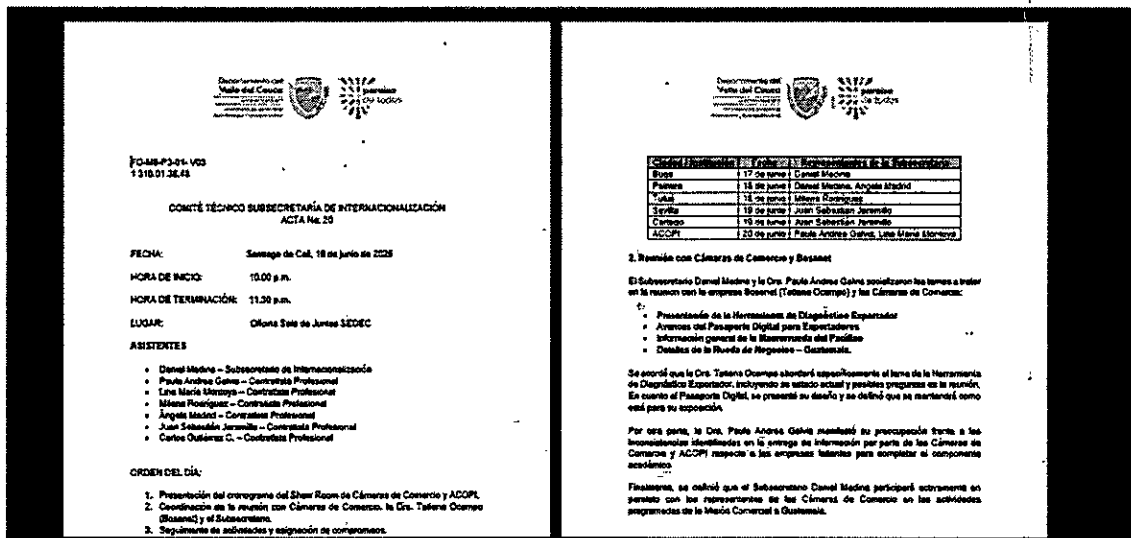 Departamento del
Valle del Cauca
paraíso
de todos
FO-M9-P3-01- V03
COMITÉ TÉCNICO SUBSECRETARÍA DE INTERNACIONALIZACIÓN
ACTA No. 20
FECHA: Santiago de Cali, de junio de 2025
HORA DE INICIO: 10.00 p.m.
HORA DE TERMINACIÓN: 11.30 p.m.
LUGAR: Oficina Sala de Juntas SEDEC
ASISTENTES
• Daniel Medina – Subsecretario de Internacionalización
• Paula Andrea Galvis – Contratista Profesional
• Lina María Montoya – Contratista Profesional
• Milena Rodríguez – Contratista Profesional
• Ángela Madrid – Contratista Profesional
• Juan Sebastián Jaramillo – Contratista Profesional
• Carlos Gutiérrez C. – Contratista Profesional
ORDEN DEL DÍA:
1. Presentación del cronograma del Show Room de Cámaras de Comercio y ACOPI.
2. Coordinación de la reunión con Cámaras de Comercio, la Dra. Tatiana Ocampo
(Bosanet) y el Subsecretario.
3. Seguimiento de actividades y asignación de compromisos.
Departamento del
Valle del Cauca
paraíso
de todos
Fecha Representantes de la Subsecretaría
Buga 17 de junio Daniel Medina
Palmira 18 de junio Daniel Medina, Angela Madrid
Tuluá 18 de junio Milena Rodríguez
Sevilla 19 de junio Juan Sebastián Jaramillo
Cartago 19 de junio Juan Sebastián Jaramillo
ACOPI 20 de junio Paula Andrea Galvis, Lina María Montoya
2. Reunión con Cámaras de Comercio y Bosanet
El Subsecretario Daniel Medina y la Dra. Paula Andrea Galvis socializaron los temas a tratar
en la reunión con la empresa Bosanet (Tatiana Ocampo) y las Cámaras de Comercio:
• Presentación de la Herramienta de Diagnóstico Exportador
• Avances del Pasaporte Digital para Exportadores
• Información general de la Macrorrueda del Pacífico
• Detalles de la Rueda de Negocios – Guatemala.
Se acordó que la Dra. Tatiana Ocampo abordará específicamente el tema de la Herramienta
de Diagnóstico Exportador, incluyendo su estado actual y posibles preguntas en la reunión.
En cuanto al Pasaporte Digital, se presentó su diseño y se definió que se mantendrá como
está para su exposición.
Por otra parte, la Dra. Paula Andrea Galvis manifestó su preocupación frente a las
inconsistencias identificadas en la entrega de información por parte de las Cámaras de
Comercio y ACOPI respecto a las empresas faltantes para completar el componente
académico.
Finalmente, se definió que el Subsecretario Daniel Medina participará activamente en
paralelo con los representantes de las Cámaras de Comercio en las actividades
programadas de la Misión Comercial a Guatemala.